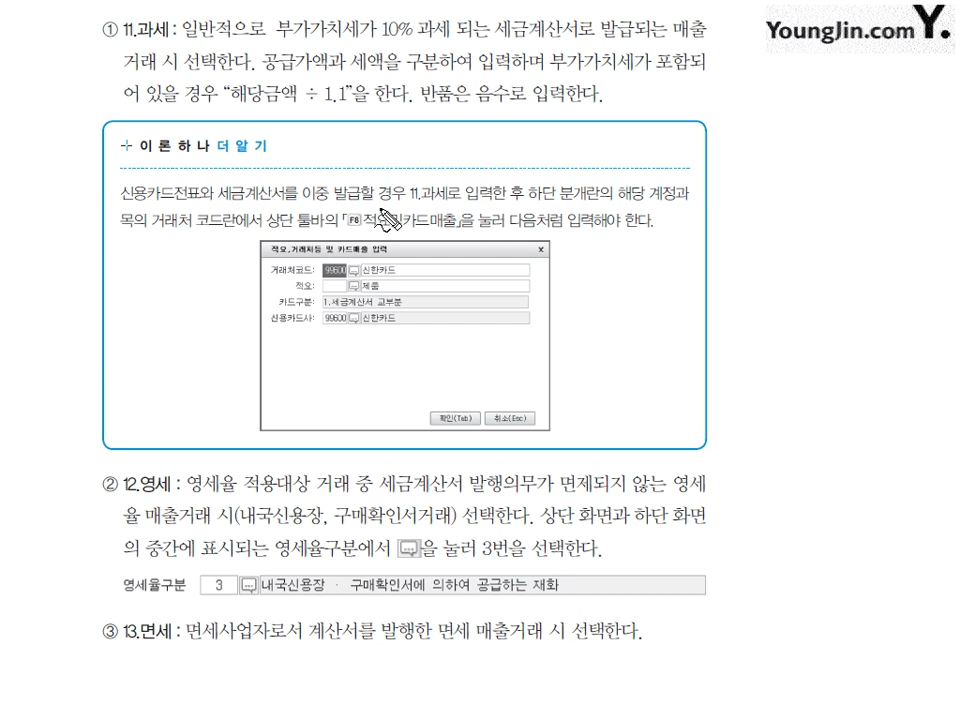 ① 11.과세 : 일반적으로 부가가치세가 10% 과세 되는 세금계산서로 발급되는 매출
YoungJin.com Y.
거래 시 선택한다. 공급가액과 세액을 구분하여 입력하며 부가가치세가 포함되
어 있을 경우 “해당금액 ÷ 1.1”을 한다. 반품은 음수로 입력한다.
이론하나 더 알기
신용카드전표와 세금계산서를 이중 발급할 경우 11.과세로 입력한 후 하단 분개란의 해당 계정과
목의 거래처 코드란에서 상단 툴바의 「F8 적요및카드매출」을 눌러 다음처럼 입력해야 한다.
적요,거래처등 및 카드매출 입력 x
거래처코드: 99600 신한카드
적요: 제품
카드구분: 1.세금계산서 교부분
신용카드사: 99600 신한카드
확인(Tab) 취소(Esc)
② 12.영세 : 영세율 적용대상 거래 중 세금계산서 발행의무가 면제되지 않는 영세
율 매출거래 시(내국신용장, 구매확인서거래) 선택한다. 상단 화면과 하단 화면
의 중간에 표시되는 영세율구분에서 을 눌러 3번을 선택한다.
영세율구분 3 내국신용장 · 구매확인서에 의하여 공급하는 재화
③ 13.면세 : 면세사업자로서 계산서를 발행한 면세 매출거래 시 선택한다.